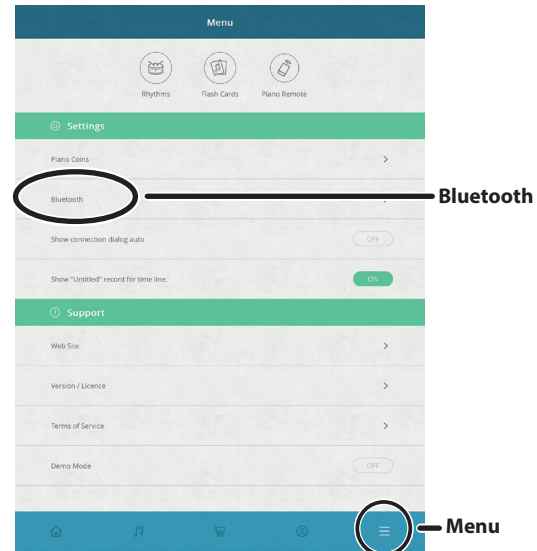 Menu
Rhythms Flash Cards Piano Remote
Settings
Piano Coins
Bluetooth Bluetooth
Show connection dialog auto OFF
Show "Untitled" record for time line. ON
Support
Web Site
Version / Licence
Terms of Service
Demo Mode OFF
Menu